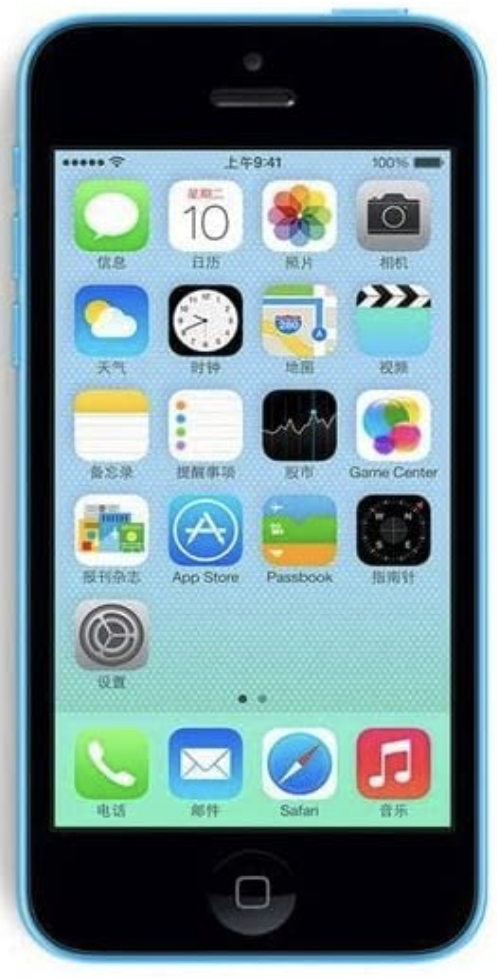 上午9:41 100%
星期二
10
信息 日历 照片 相机
280
天气 时钟 地图 视频
备忘录 提醒事项 股市 Game Center
报刊杂志 App Store Passbook 指南针
设置
电话 邮件 Safari 音乐